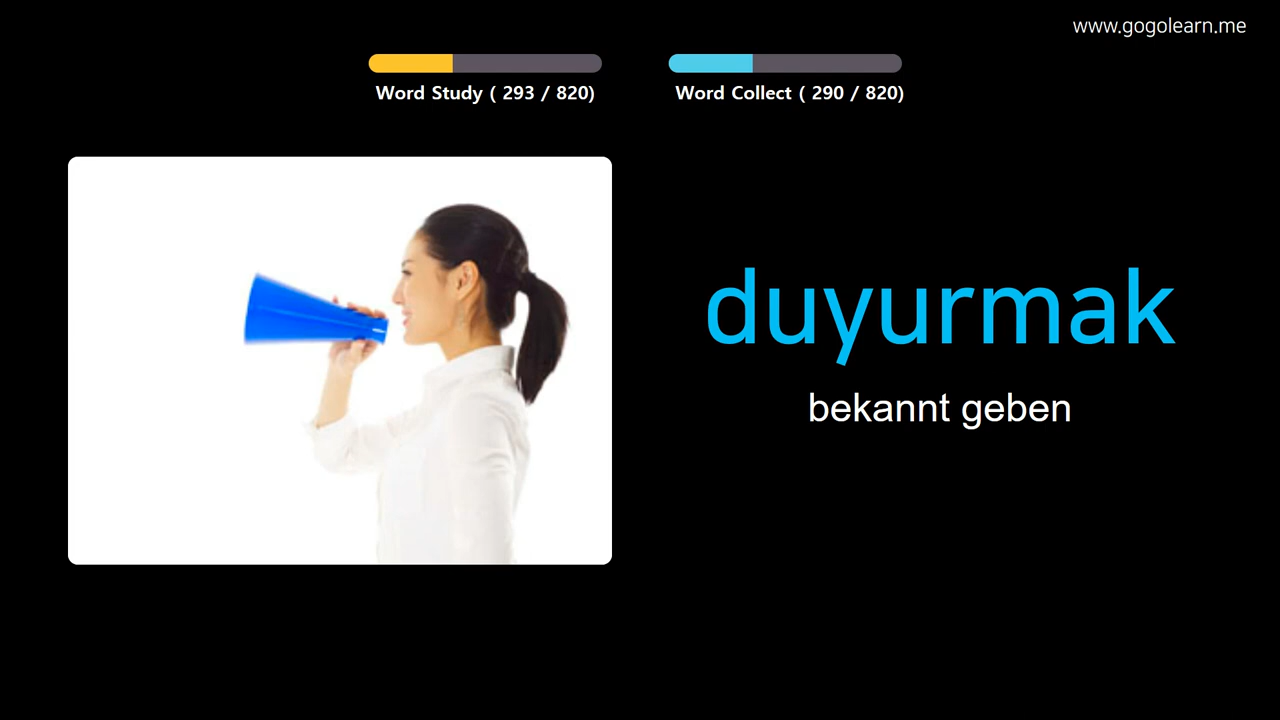 www.gogolearn.me
Word Study ( 293 / 820)
Word Collect ( 290 / 820)
duyurmak
bekannt geben